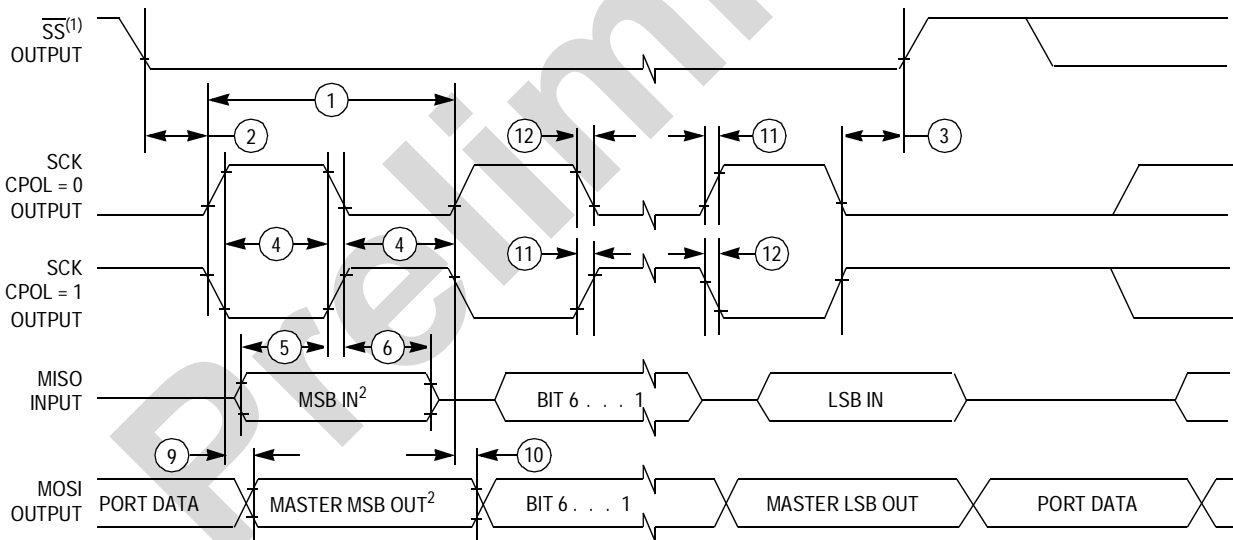 SS(1)
OUTPUT
1
2
12
11
3
SCK
CPOL = 0
OUTPUT
4
4
11
12
SCK
CPOL = 1
OUTPUT
5
6
MISO
INPUT
MSB IN2
BIT 6 . . . 1
LSB IN
9
10
MOSI
OUTPUT
PORT DATA
MASTER MSB OUT2
BIT 6 . . . 1
MASTER LSB OUT
PORT DATA
Prelim